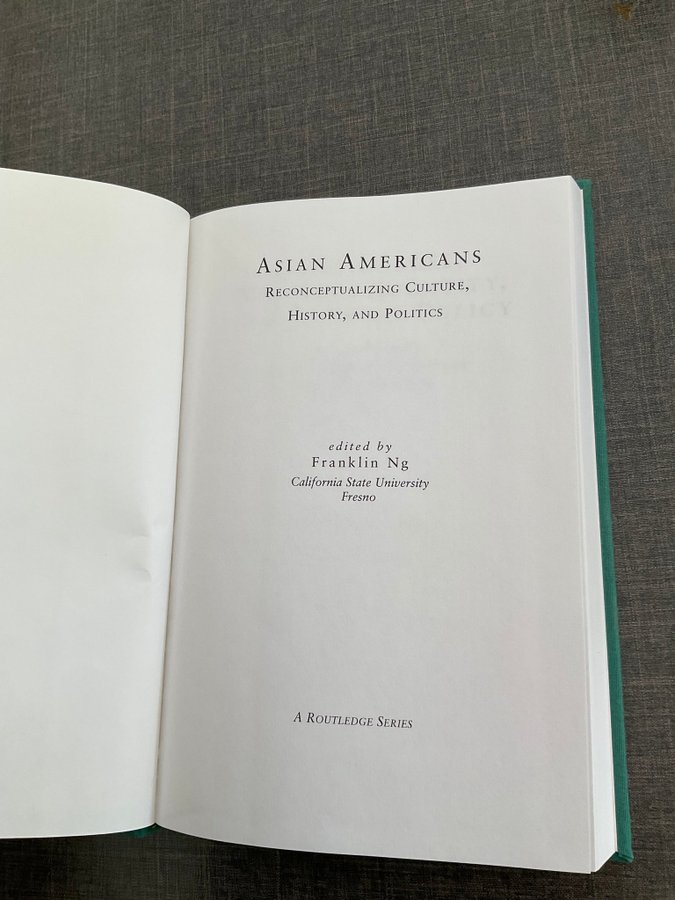 ASIAN AMERICANS
RECONCEPTUALIZING CULTURE,
HISTORY, AND POLITICS
edited by
Franklin Ng
California State University
Fresno
A ROUTLEDGE SERIES